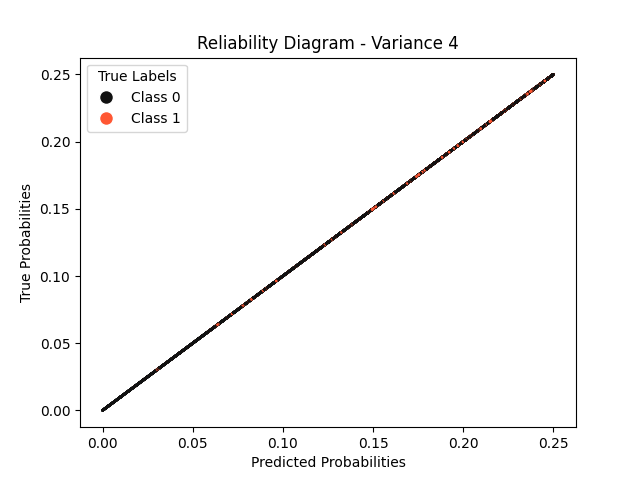 Reliability Diagram - Variance 4
True Labels
Class 0
Class 1
0.25
0.20
0.15
0.10
0.05
0.00
True Probabilities
0.00 0.05 0.10 0.15 0.20 0.25
Predicted Probabilities